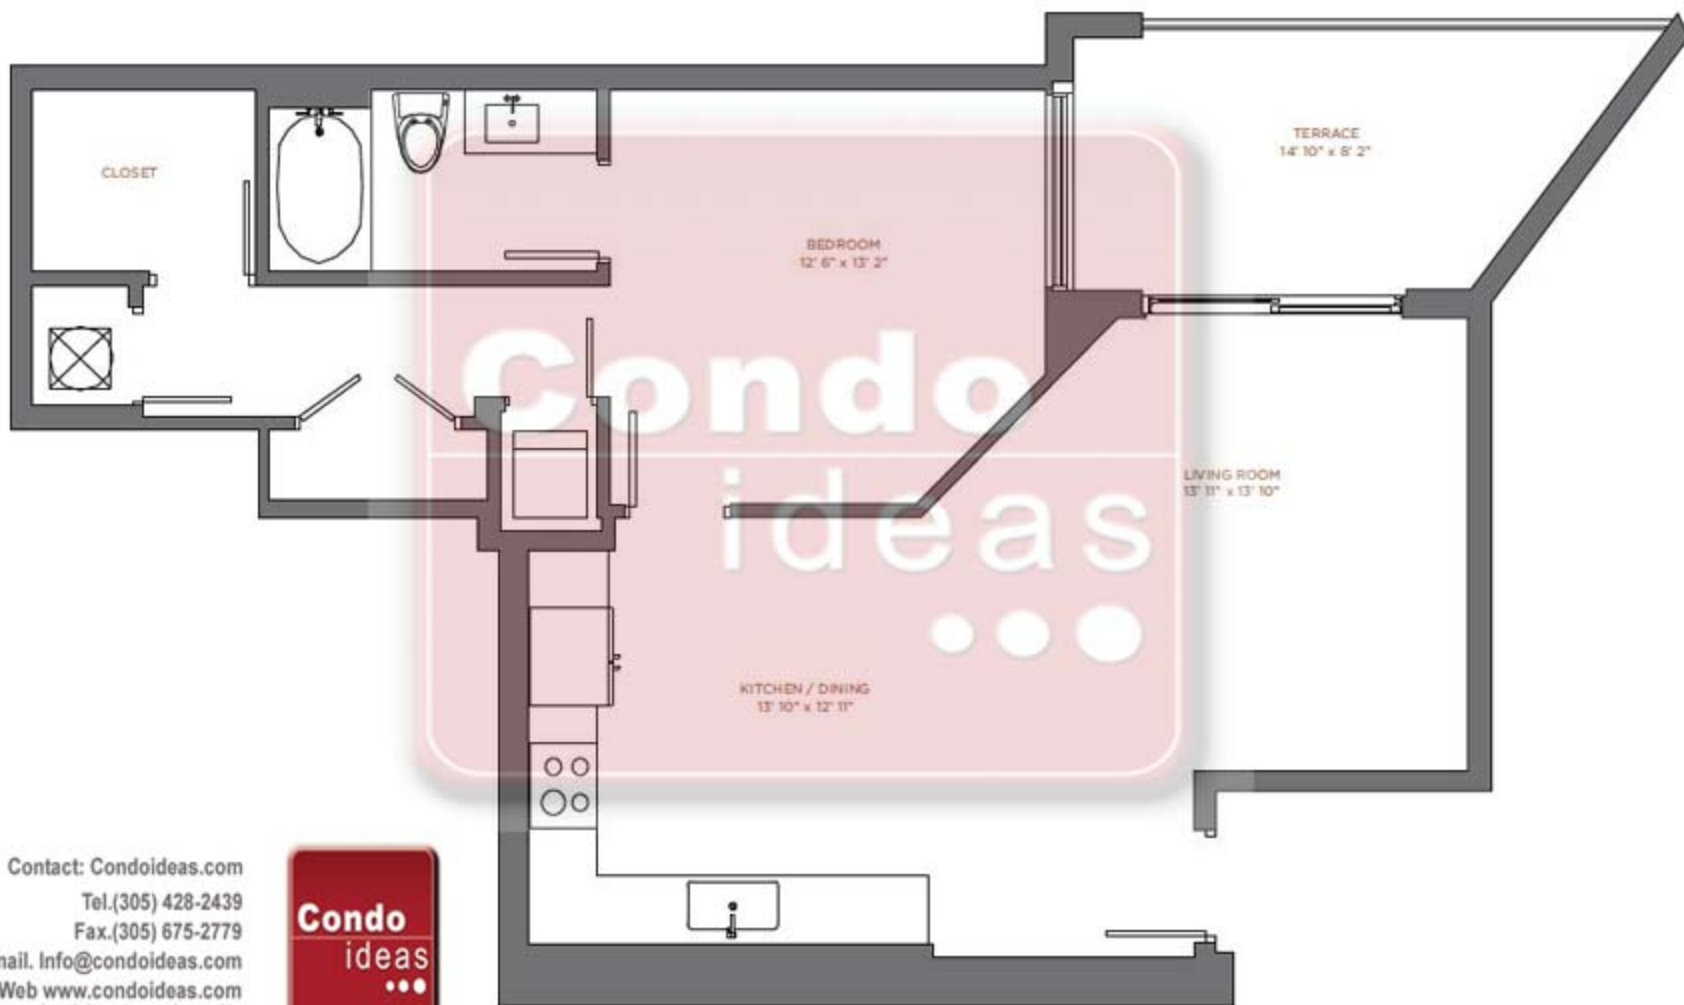 TERRACE
14' 10" x 8' 2"
CLOSET
BEDROOM
12' 6" x 13' 2"
Condo
ideas
LIVING ROOM
13' 11" x 13' 10"
KITCHEN / DINING
13' 10" x 12' 11"
Contact: Condoideas.com
Tel.(305) 428-2439
Fax.(305) 675-2779
mail. Info@condoideas.com
Web www.condoideas.com
Condo
ideas